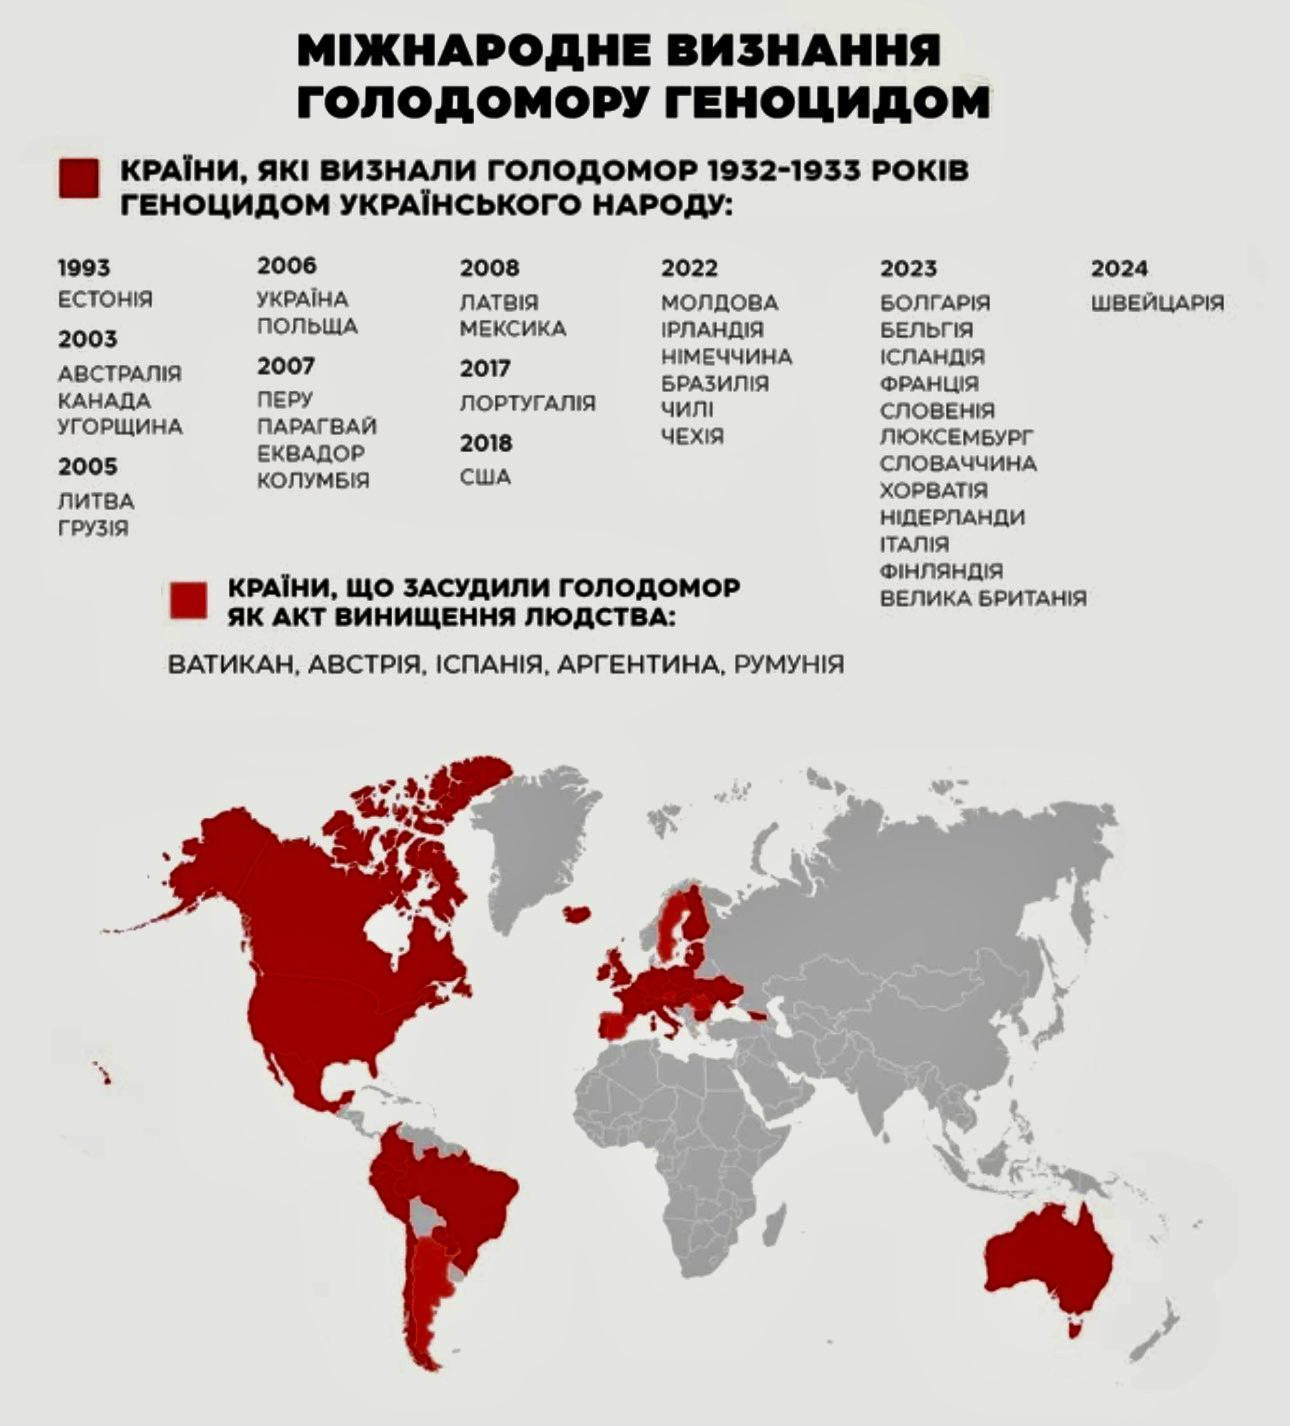 МІЖНАРОДНЕ ВИЗНАННЯ
ГОЛОДОМОРУ ГЕНОЦИДОМ
КРАЇНИ, ЯКІ ВИЗНАЛИ ГОЛОДОМОР 1932-1933 РОКІВ
ГЕНОЦИДОМ УКРАЇНСЬКОГО НАРОДУ:
1993
ЕСТОНІЯ
2003
АВСТРАЛІЯ
КАНАДА
УГОРЩИНА
2005
ЛИТВА
ГРУЗІЯ
2006
УКРАЇНА
ПОЛЬЩА
2007
ПЕРУ
ПАРАГВАЙ
ЕКВАДОР
КОЛУМБІЯ
2008
ЛАТВІЯ
МЕКСИКА
2017
ЛОРТУГАЛІЯ
2018
США
2022
МОЛДОВА
ІРЛАНДІЯ
НІМЕЧЧИНА
БРАЗИЛІЯ
ЧИЛІ
ЧЕХІЯ
2023
БОЛГАРІЯ
БЕЛЬГІЯ
ІСЛАНДІЯ
ФРАНЦІЯ
СЛОВЕНІЯ
ЛЮКСЕМБУРГ
СЛОВАЧЧИНА
ХОРВАТІЯ
НІДЕРЛАНДИ
ІТАЛІЯ
ФІНЛЯНДІЯ
ВЕЛИКА БРИТАНІЯ
2024
ШВЕЙЦАРІЯ
КРАЇНИ, ЩО ЗАСУДИЛИ ГОЛОДОМОР
ЯК АКТ ВИНИЩЕННЯ ЛЮДСТВА:
ВАТИКАН, АВСТРІЯ, ІСПАНІЯ, АРГЕНТИНА, РУМУНІЯ